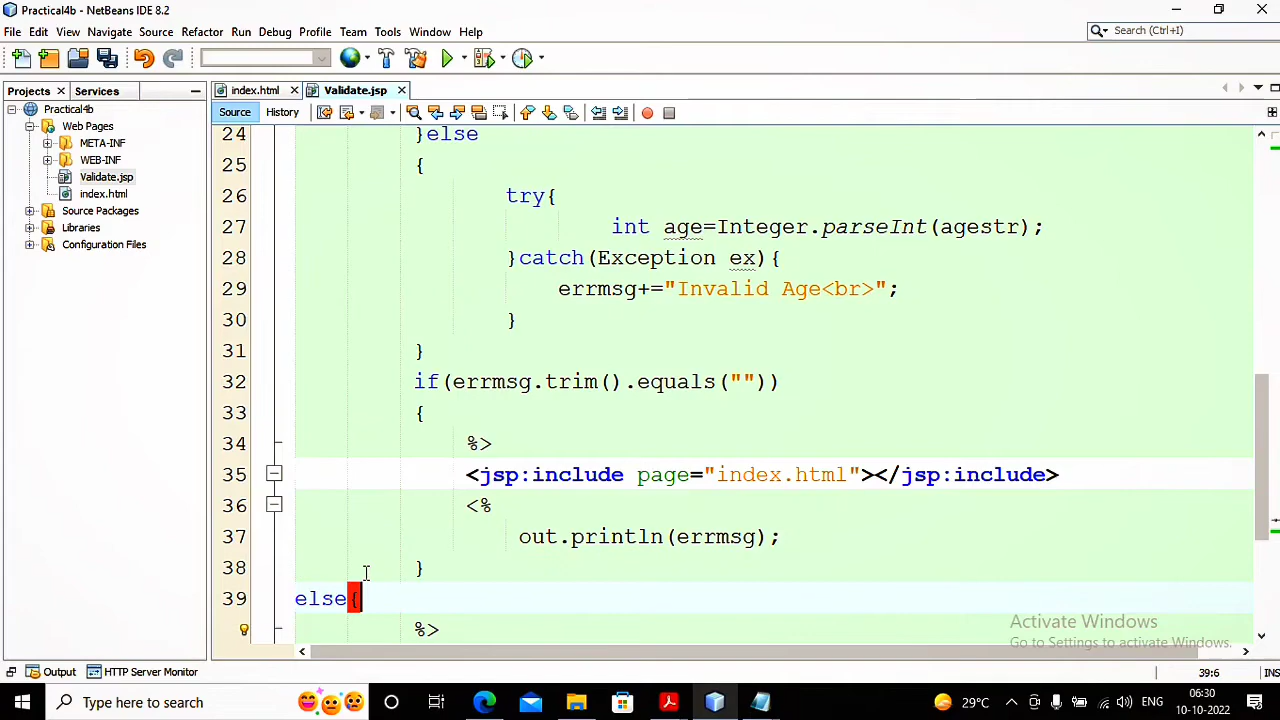 Practical4b - NetBeans IDE 8.2
File Edit View Navigate Source Refactor Run Debug Profile Team Tools Window Help
Search (Ctrl+I)
Projects Services
index.html Validate.jsp
Practical4b
Source History
Web Pages
META-INF
WEB-INF
Validate.jsp
index.html
Source Packages
Libraries
Configuration Files
24 }else
25 {
26 try{
27 int age=Integer.parseInt(agestr);
28 }catch(Exception ex){
29 errmsg+="Invalid Age<br>";
30 }
31 }
32 if(errmsg.trim().equals(""))
33 {
34 %>
35 <jsp:include page="index.html"></jsp:include>
36 <%
37 out.println(errmsg);
38 }
39 else{
%>
Activate Windows
Go to Settings to activate Windows.
Output HTTP Server Monitor
39:6 INS
Type here to search
29°C ENG 06:30
10-10-2022